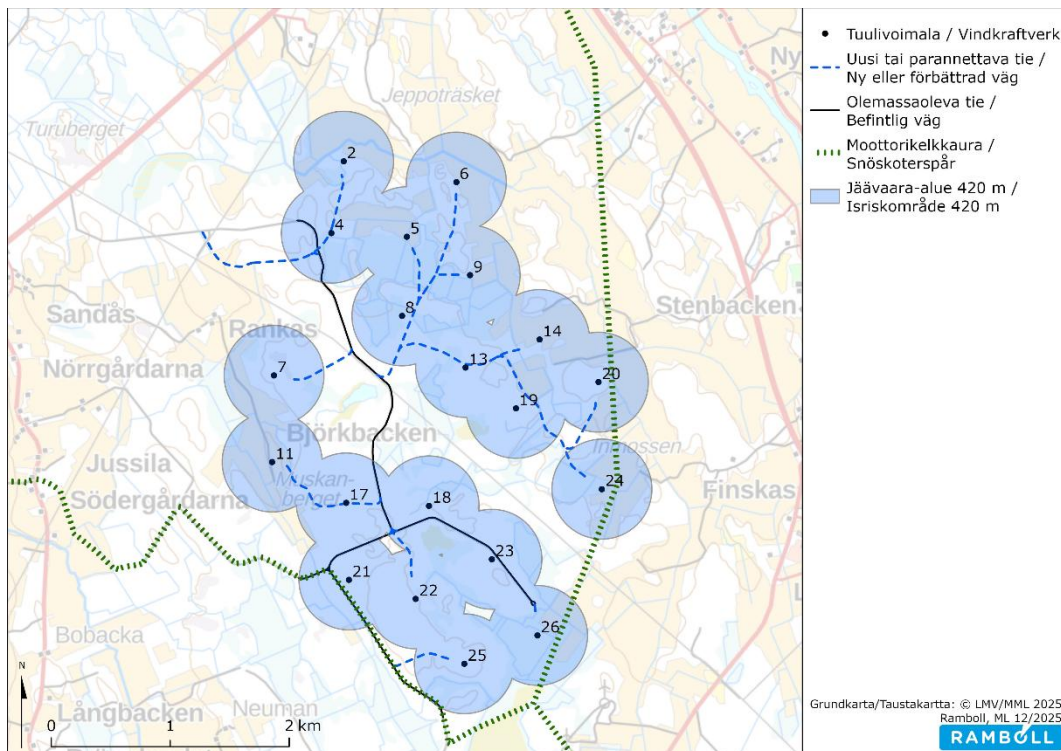 Jeppoträsket
Ny
Turuberget
2
6
4
5
9
8
Stenbacken
Sandås
Rankas
14
13
Nörrgårdarna
7
20
19
Björkbacken
Inmossen
11
Jussila
Muskan-
berget
24
Södergårdarna
17
18
Finskas
23
21
22
26
Bobacka
25
N
Långbacken
Neuman
0
1
2 km
Tuulivoimala / Vindkraftverk
Uusi tai parannettava tie /
Ny eller förbättrad väg
Olemassaoleva tie /
Befintlig väg
Moottorikelkkaura /
Snöskoterspår
Jäävaara-alue 420 m /
Isriskområde 420 m
Grundkarta/Taustakartta: © LMV/MML 2025
Ramboll, ML 12/2025
RAMBOLL